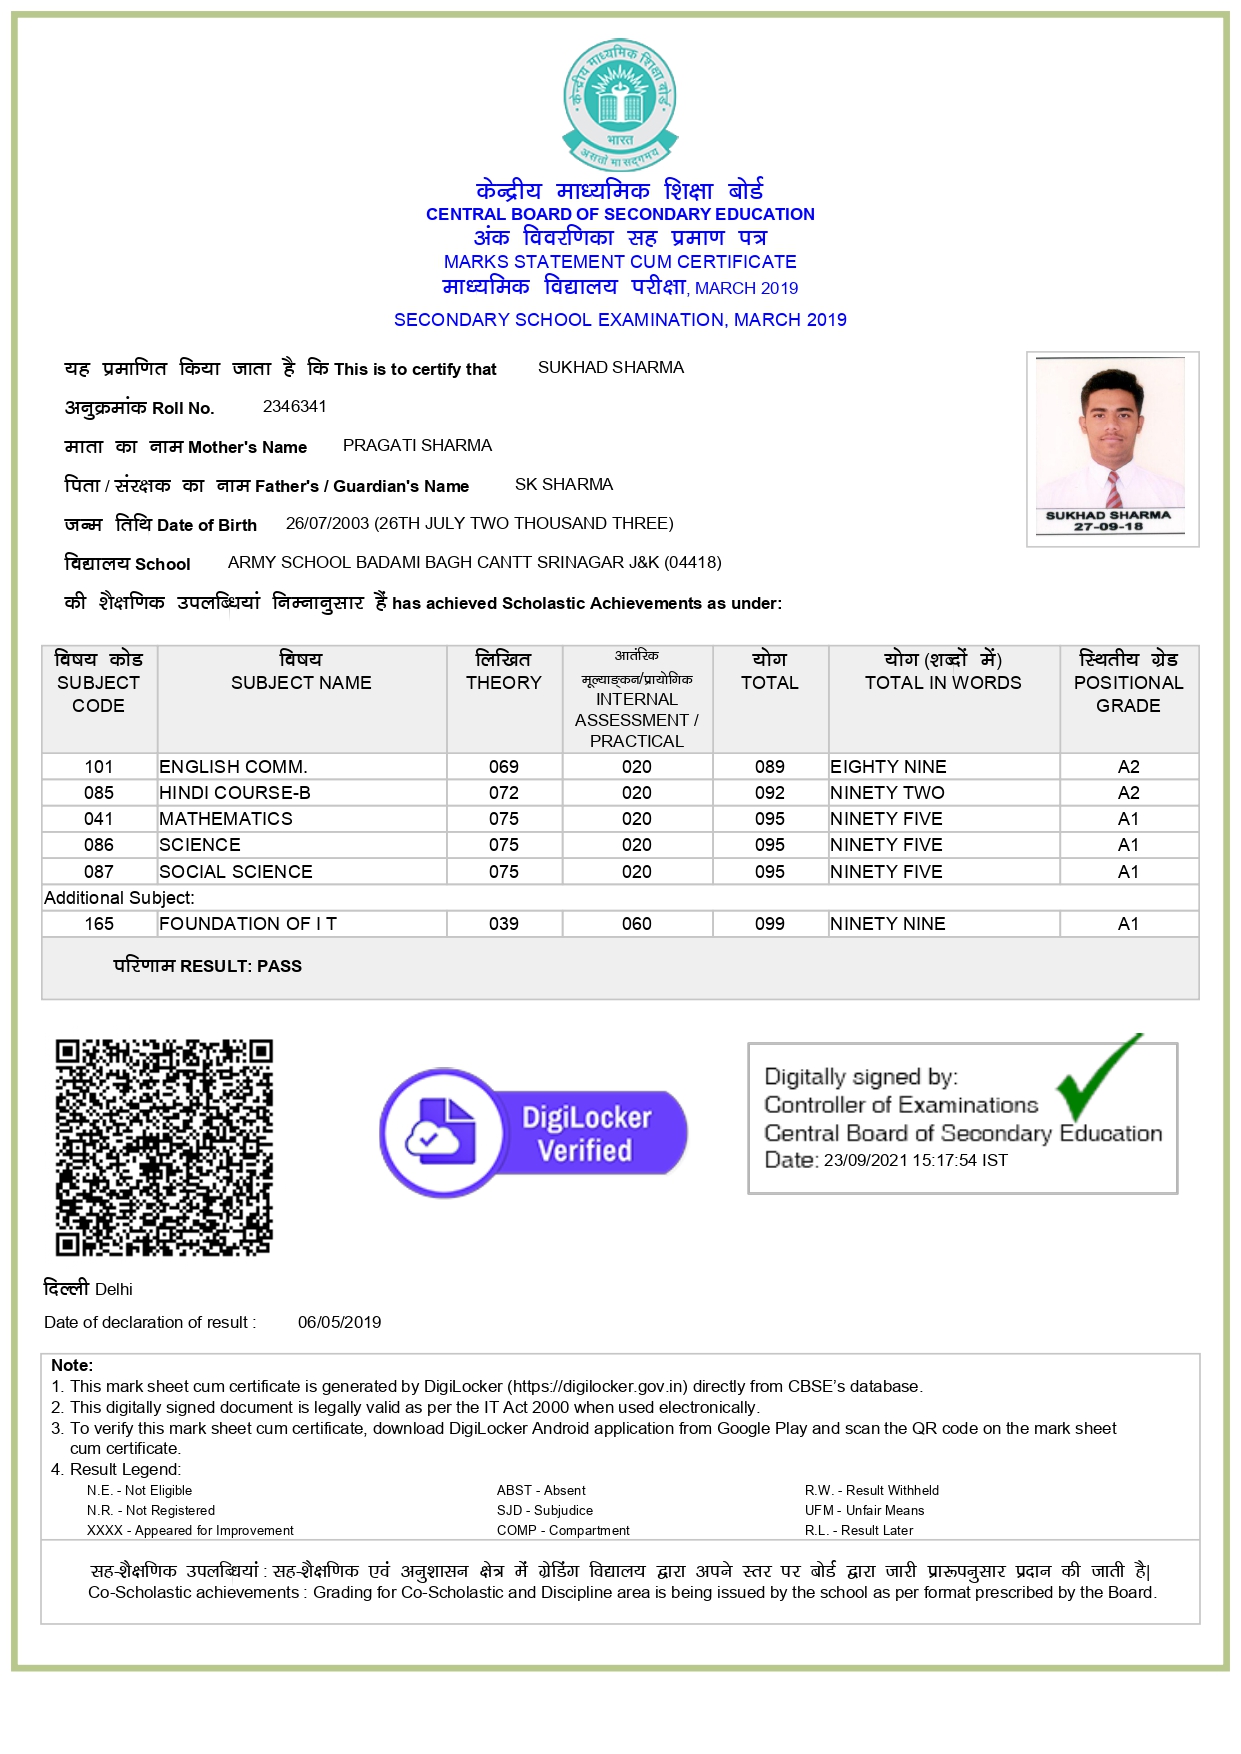 केन्द्रीय माध्यमिक शिक्षा बोर्ड
भारत
असतो मा सद्गमय
केन्द्रीय माध्यमिक शिक्षा बोर्ड
CENTRAL BOARD OF SECONDARY EDUCATION
अंक विवरणिका सह प्रमाण पत्र
MARKS STATEMENT CUM CERTIFICATE
माध्यमिक विद्यालय परीक्षा, MARCH 2019
SECONDARY SCHOOL EXAMINATION, MARCH 2019
यह प्रमाणित किया जाता है कि This is to certify that SUKHAD SHARMA
अनुक्रमांक Roll No. 2346341
माता का नाम Mother's Name PRAGATI SHARMA
पिता / संरक्षक का नाम Father's / Guardian's Name SK SHARMA
जन्म तिथि Date of Birth 26/07/2003 (26TH JULY TWO THOUSAND THREE)
विद्यालय School ARMY SCHOOL BADAMI BAGH CANTT SRINAGAR J&K (04418)
की शैक्षणिक उपलब्धियां निम्नानुसार हैं has achieved Scholastic Achievements as under:
SUKHAD SHARMA
27-09-18
विषय कोड SUBJECT CODE विषय SUBJECT NAME लिखित THEORY आतंरिक मूल्याङ्कन/प्रायोगिक INTERNAL ASSESSMENT / PRACTICAL योग TOTAL योग (शब्दों में) TOTAL IN WORDS स्थितीय ग्रेड POSITIONAL GRADE
101 ENGLISH COMM. 069 020 089 EIGHTY NINE A2
085 HINDI COURSE-B 072 020 092 NINETY TWO A2
041 MATHEMATICS 075 020 095 NINETY FIVE A1
086 SCIENCE 075 020 095 NINETY FIVE A1
087 SOCIAL SCIENCE 075 020 095 NINETY FIVE A1
Additional Subject:
165 FOUNDATION OF I T 039 060 099 NINETY NINE A1
परिणाम RESULT: PASS
DigiLocker
Verified
Digitally signed by:
Controller of Examinations
Central Board of Secondary Education
Date: 23/09/2021 15:17:54 IST
दिल्ली Delhi
Date of declaration of result : 06/05/2019
Note:
1. This mark sheet cum certificate is generated by DigiLocker (https://digilocker.gov.in) directly from CBSE’s database.
2. This digitally signed document is legally valid as per the IT Act 2000 when used electronically.
3. To verify this mark sheet cum certificate, download DigiLocker Android application from Google Play and scan the QR code on the mark sheet
cum certificate.
4. Result Legend:
N.E. - Not Eligible ABST - Absent R.W. - Result Withheld
N.R. - Not Registered SJD - Subjudice UFM - Unfair Means
XXXX - Appeared for Improvement COMP - Compartment R.L. - Result Later
सह-शैक्षणिक उपलब्धियां : सह-शैक्षणिक एवं अनुशासन क्षेत्र में ग्रेडिंग विद्यालय द्वारा अपने स्तर पर बोर्ड द्वारा जारी प्रारूपनुसार प्रदान की जाती है|
Co-Scholastic achievements : Grading for Co-Scholastic and Discipline area is being issued by the school as per format prescribed by the Board.